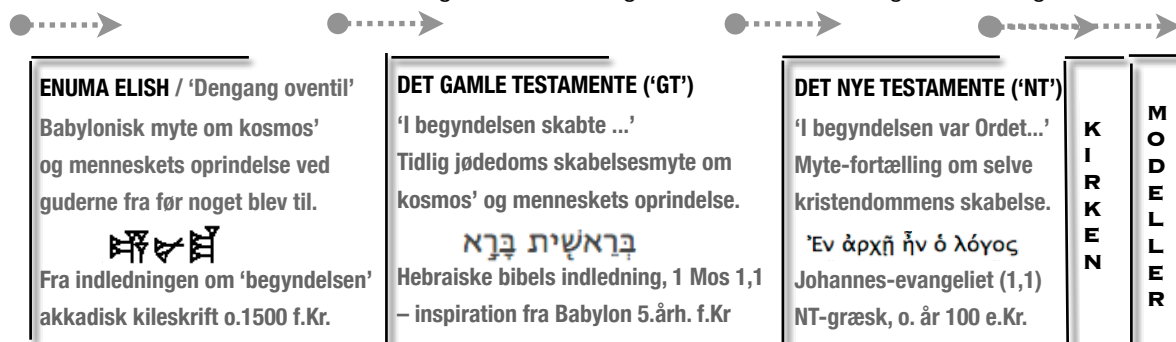 ENUMA ELISH / ‘Dengang oventil’
Babylonisk myte om kosmos’
og menneskets oprindelse ved
guderne fra før noget blev til.
Fra indledningen om ‘begyndelsen’
akkadisk kileskrift o.1500 f.Kr.
DET GAMLE TESTAMENTE (‘GT’)
‘I begyndelsen skabte ...’
Tidlig jødedoms skabelsesmyte om
kosmos’ og menneskets oprindelse.
בְּרֵאשִׁ֖ית בָּרָ֣א
Hebraiske bibels indledning, 1 Mos 1,1
– inspiration fra Babylon 5.årh. f.Kr
DET NYE TESTAMENTE (‘NT’)
‘I begyndelsen var Ordet...’
Myte-fortælling om selve
kristendommens skabelse.
Ἐν ἀρχῇ ἦν ὁ λόγος
Johannes-evangeliet (1,1)
NT-græsk, o. år 100 e.Kr.
KIRKEN
MODELLER